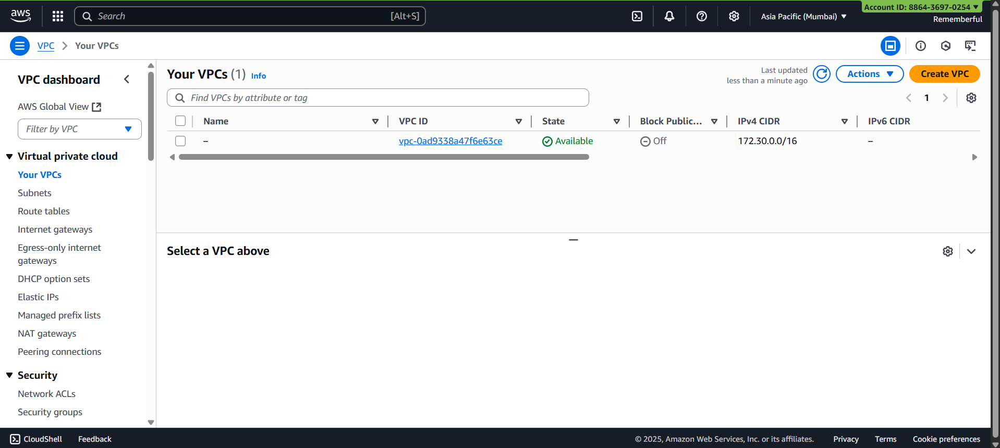 aws
Search [Alt+S]
Asia Pacific (Mumbai)
Account ID: 8864-3697-0254
Rememberful
VPC > Your VPCs
VPC dashboard
AWS Global View
Filter by VPC
Virtual private cloud
Your VPCs
Subnets
Route tables
Internet gateways
Egress-only internet
gateways
DHCP option sets
Elastic IPs
Managed prefix lists
NAT gateways
Peering connections
Security
Network ACLs
Security groups
Your VPCs (1) Info
Last updated
less than a minute ago
Actions
Create VPC
Find VPCs by attribute or tag
1
Name VPC ID State Block Public... IPv4 CIDR IPv6 CIDR
– vpc-0ad9338a47f6e63ce Available Off 172.30.0.0/16 –
Select a VPC above
CloudShell Feedback © 2025, Amazon Web Services, Inc. or its affiliates. Privacy Terms Cookie preferences